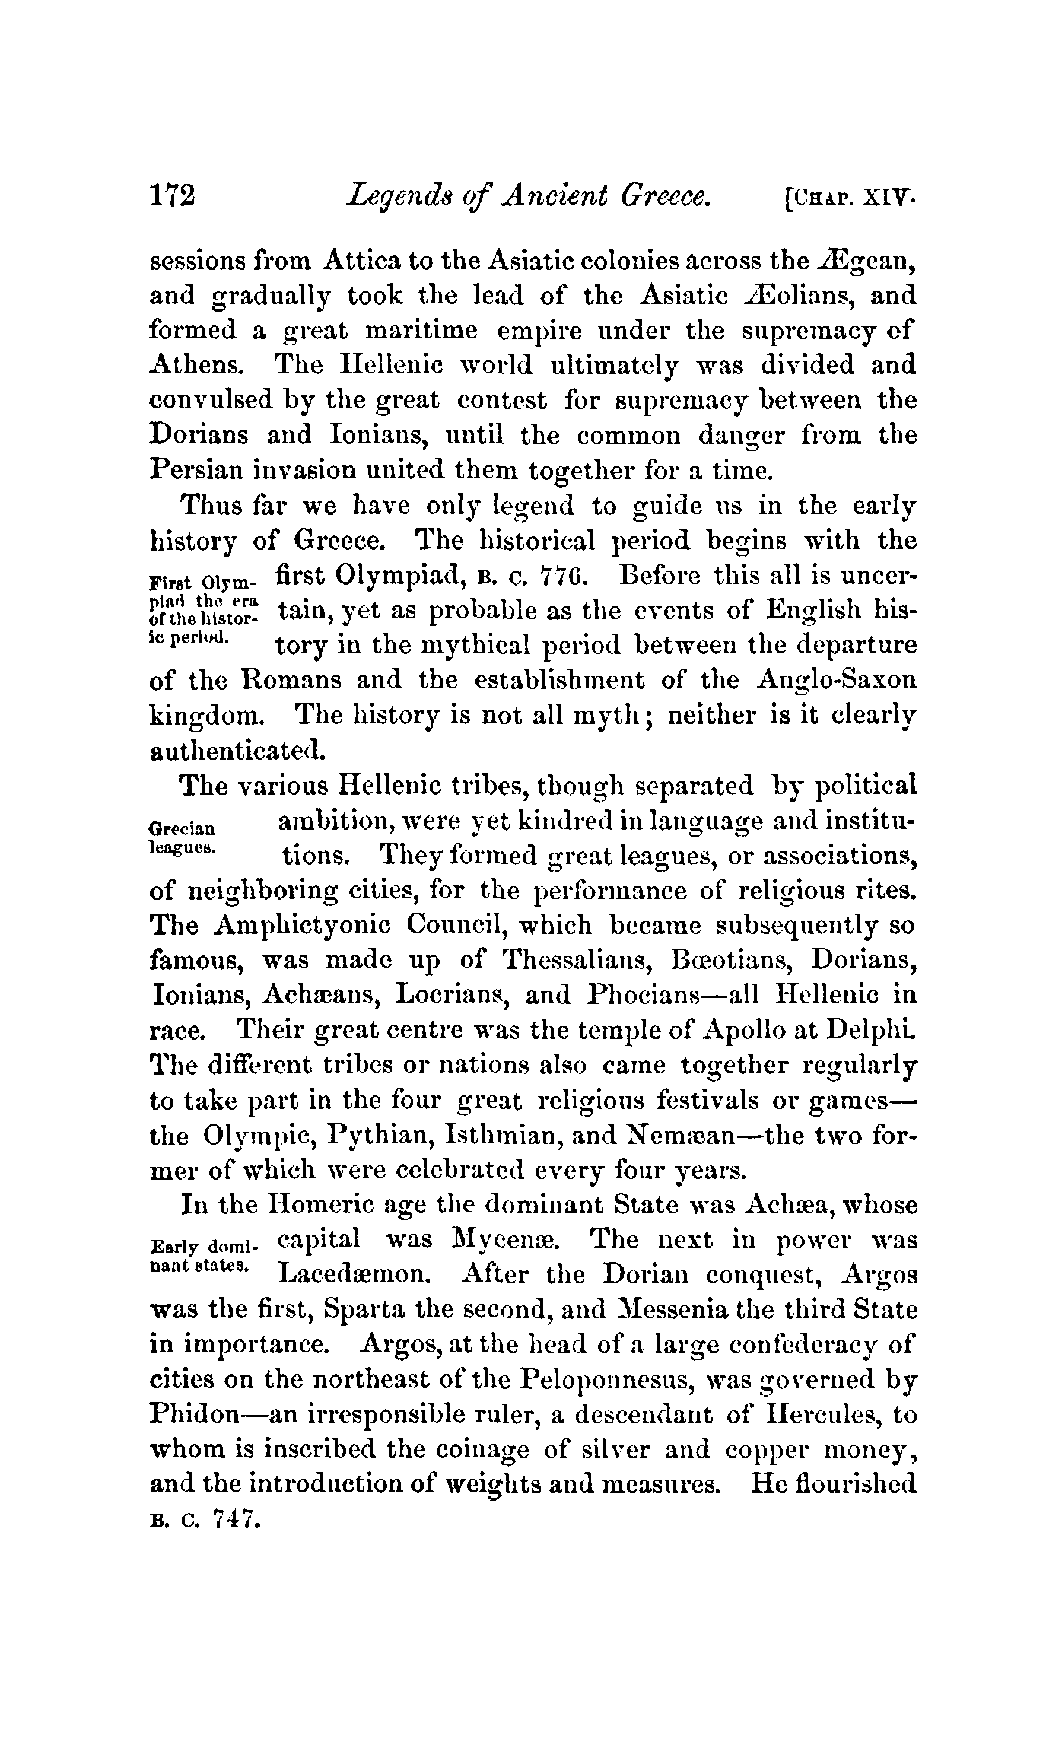 172 Legends of Ancient Greece. [CHAP. XIV.
sessions from Attica to the Asiatic colonies across the Ægean,
and gradually took the lead of the Asiatic Æolians, and
formed a great maritime empire under the supremacy of
Athens. The Hellenic world ultimately was divided and
convulsed by the great contest for supremacy between the
Dorians and Ionians, until the common danger from the
Persian invasion united them together for a time.
Thus far we have only legend to guide us in the early
history of Greece. The historical period begins with the
First Olym- first Olympiad, B. C. 776. Before this all is uncer-
piad the era
of the histor- tain, yet as probable as the events of English his-
ic period. tory in the mythical period between the departure
of the Romans and the establishment of the Anglo-Saxon
kingdom. The history is not all myth; neither is it clearly
authenticated.
The various Hellenic tribes, though separated by political
Grecian ambition, were yet kindred in language and institu-
leagues. tions. They formed great leagues, or associations,
of neighboring cities, for the performance of religious rites.
The Amphictyonic Council, which became subsequently so
famous, was made up of Thessalians, Bœotians, Dorians,
Ionians, Achæans, Locrians, and Phocians—all Hellenic in
race. Their great centre was the temple of Apollo at Delphi.
The different tribes or nations also came together regularly
to take part in the four great religious festivals or games—
the Olympic, Pythian, Isthmian, and Nemæan—the two for-
mer of which were celebrated every four years.
In the Homeric age the dominant State was Achæa, whose
Early domi- capital was Mycenæ. The next in power was
nant states. Lacedæmon. After the Dorian conquest, Argos
was the first, Sparta the second, and Messenia the third State
in importance. Argos, at the head of a large confederacy of
cities on the northeast of the Peloponnesus, was governed by
Phidon—an irresponsible ruler, a descendant of Hercules, to
whom is inscribed the coinage of silver and copper money,
and the introduction of weights and measures. He flourished
B. C. 747.